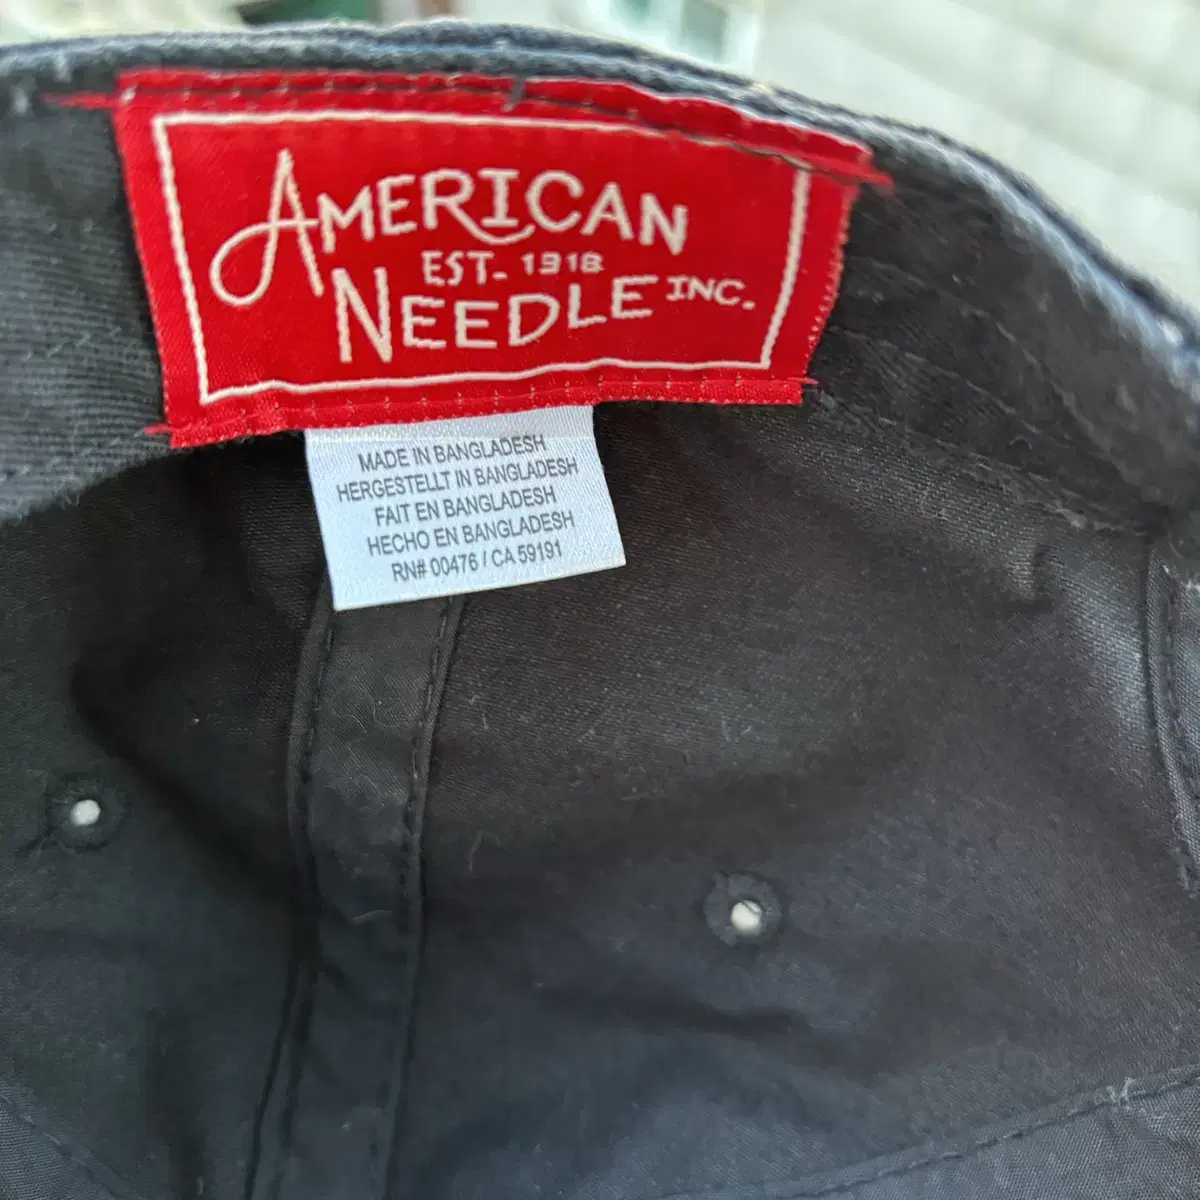 AMERICAN
EST. 1918
NEEDLE INC.
MADE IN BANGLADESH
HERGESTELLT IN BANGLADESH
FAIT EN BANGLADESH
HECHO EN BANGLADESH
RN# 00476 / CA 59191